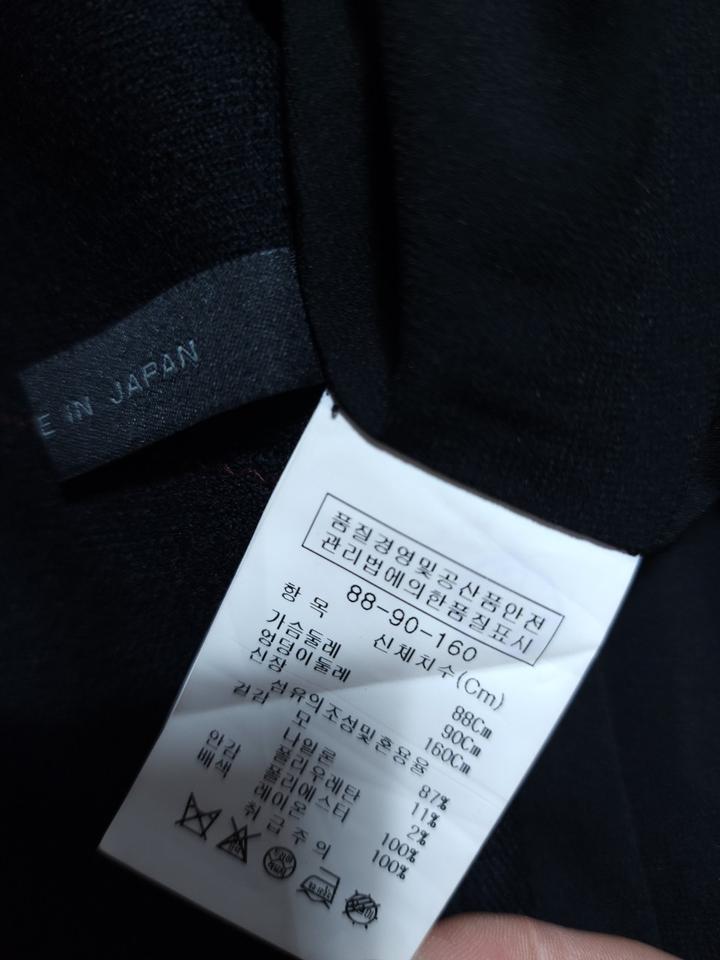 E IN JAPAN
품질경영및공산품안전
관리법에의한품질표시
88-90-160
항 목 신체치수(Cm)
가슴둘레 88Cm
엉덩이둘레 90Cm
신장 160Cm
섬유의조성및혼용율
겉감 모 87%
나일론 11%
폴리우레탄 2%
안감 폴리에스터 100%
배색 레이온 100%
취 급 주 의